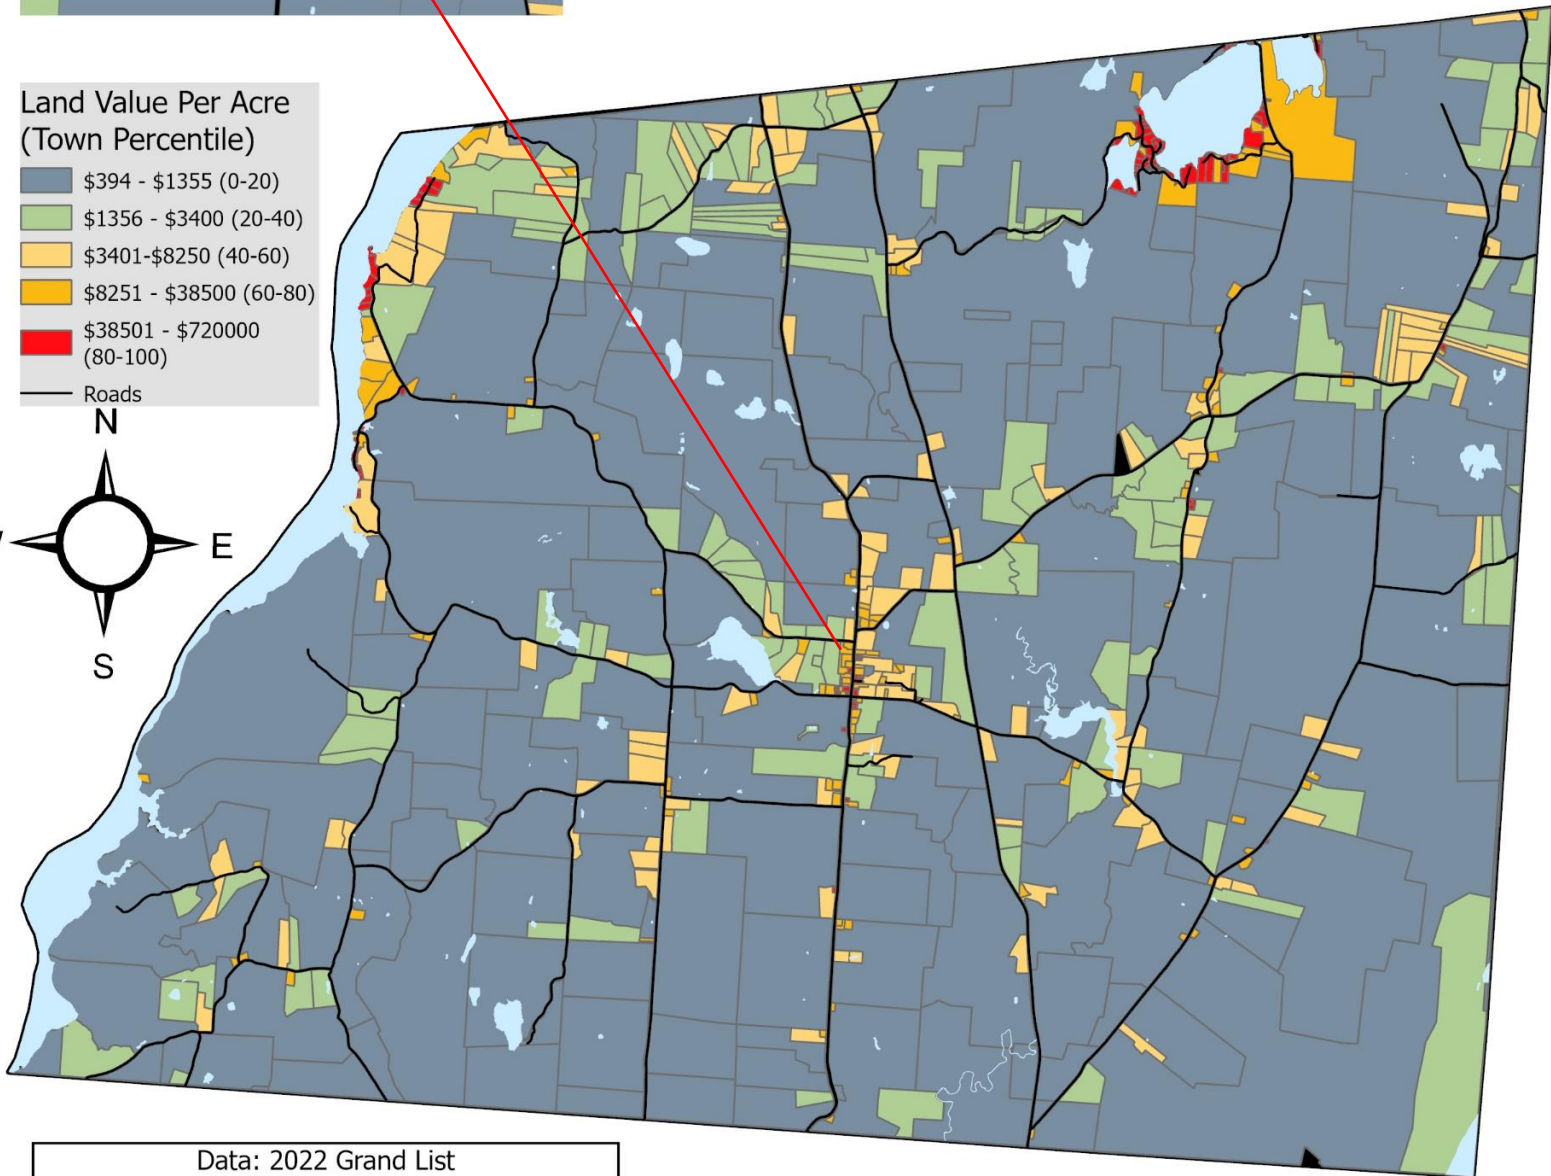 Land Value Per Acre
(Town Percentile)
$394 - $1355 (0-20)
$1356 - $3400 (20-40)
$3401-$8250 (40-60)
$8251 - $38500 (60-80)
$38501 - $720000
(80-100)
Roads
N
E
S
Data: 2022 Grand List